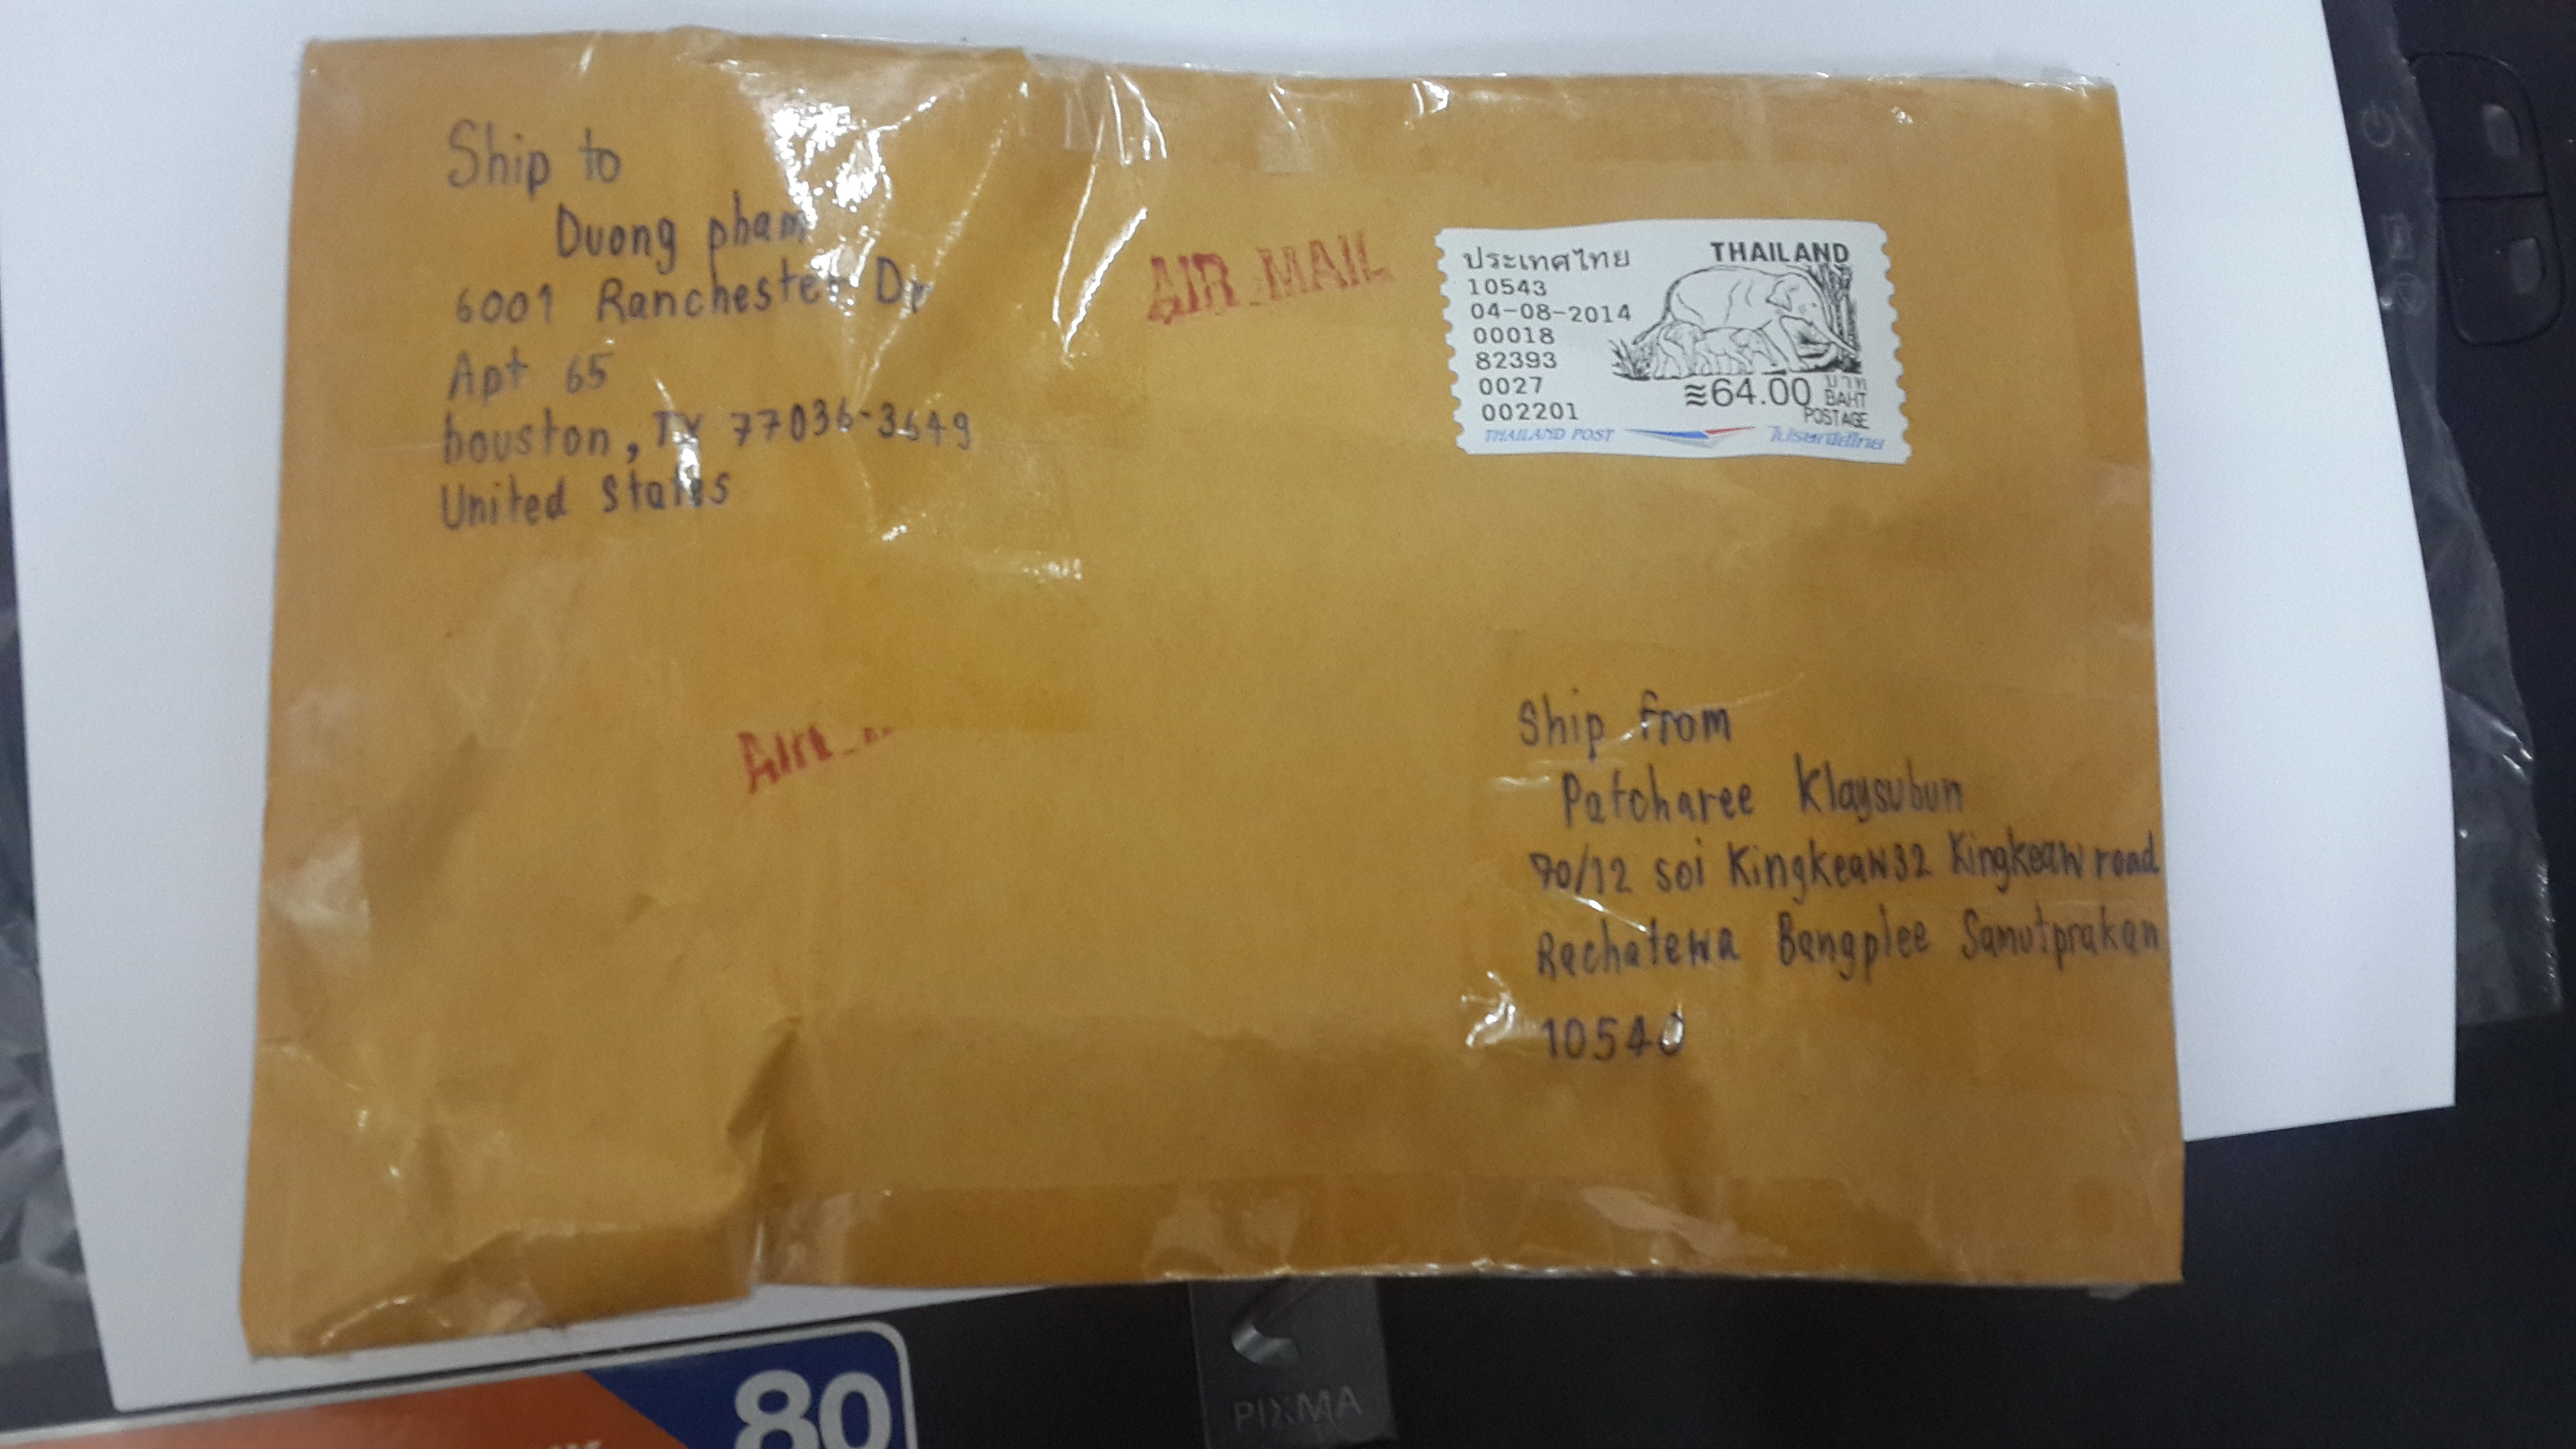 Ship to
Duong pham
6001 Ranchester Dr
Apt 65
houston, TX 77036-3649
United States
AIR MAIL
ประเทศไทย THAILAND
10543
04-08-2014
00018
82393
0027
002201
≋64.00 บาท BAHT
POSTAGE
THAILAND POST ไปรษณีย์ไทย
AIR
Ship from
Patcharee Klaysubun
90/12 soi Kingkeaw32 Kingkeaw road
Rachatewa Bangplee Samutprakan
10540
80
PIXMA